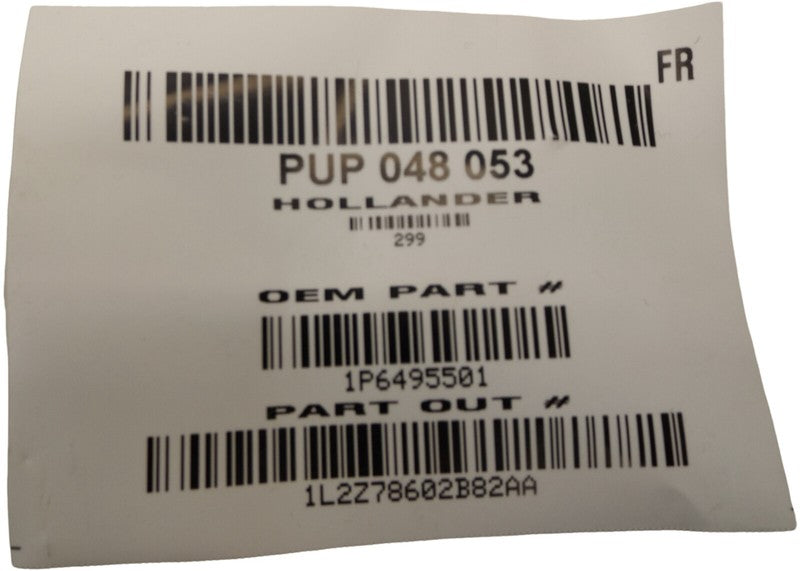 FR
PUP 048 053
HOLLANDER
299
OEM PART #
1P6495501
PART OUT #
1L2Z78602B82AA